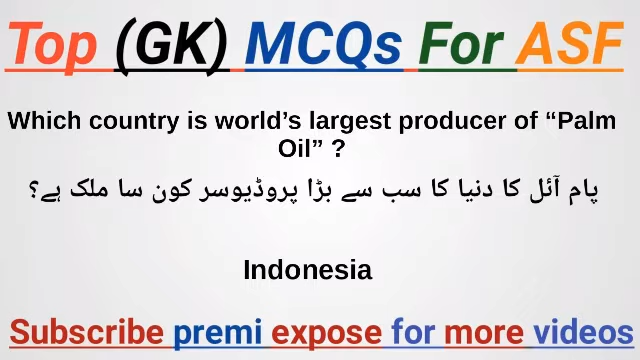 Top (GK) MCQs For ASF
Which country is world’s largest producer of “Palm
Oil” ?
پام آئل کا دنیا کا سب سے بڑا پروڈیوسر کون سا ملک ہے؟
Indonesia
Subscribe premi expose for more videos